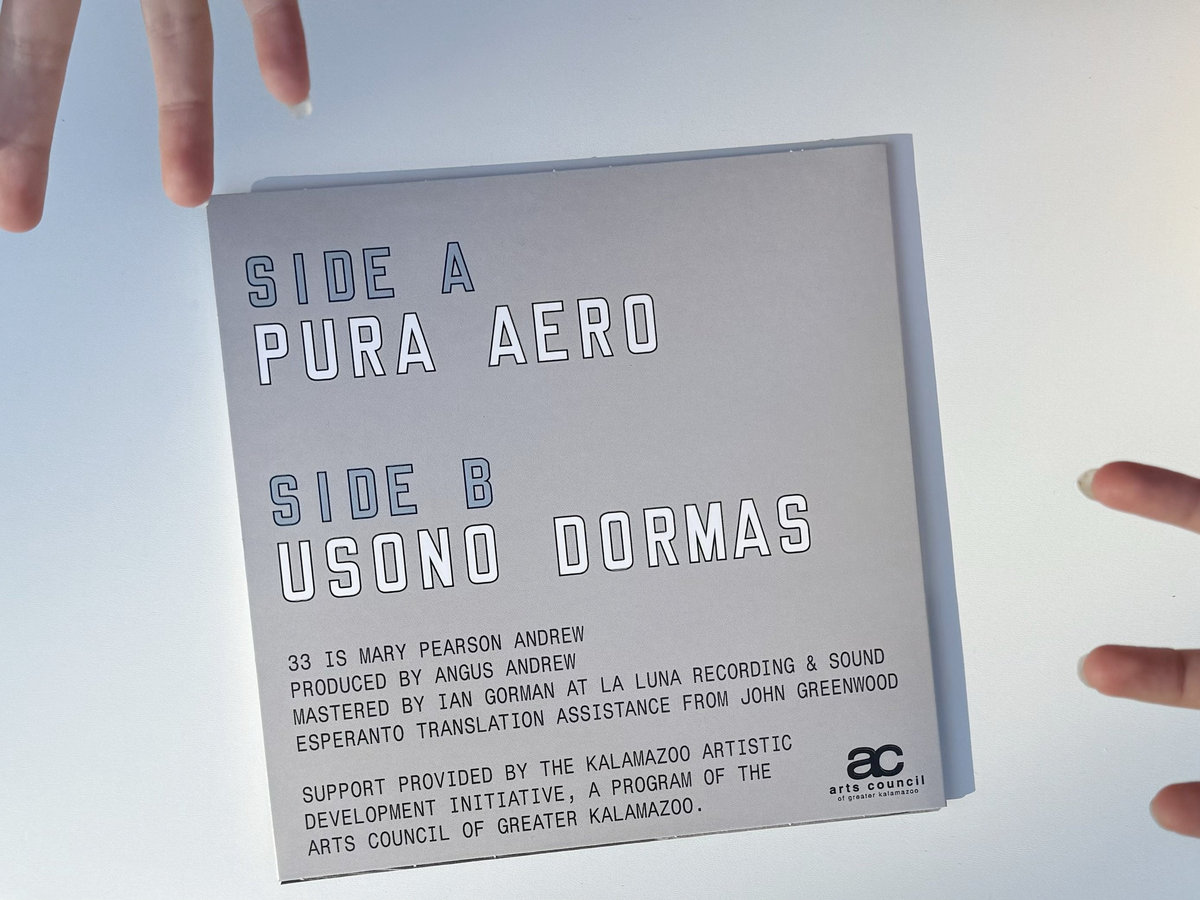 SIDE A
PURA AERO
SIDE B
USONO DORMAS
33 IS MARY PEARSON ANDREW
PRODUCED BY ANGUS ANDREW
MASTERED BY IAN GORMAN AT LA LUNA RECORDING & SOUND
ESPERANTO TRANSLATION ASSISTANCE FROM JOHN GREENWOOD
SUPPORT PROVIDED BY THE KALAMAZOO ARTISTIC
DEVELOPMENT INITIATIVE, A PROGRAM OF THE
ARTS COUNCIL OF GREATER KALAMAZOO.
ac
arts council
of greater kalamazoo